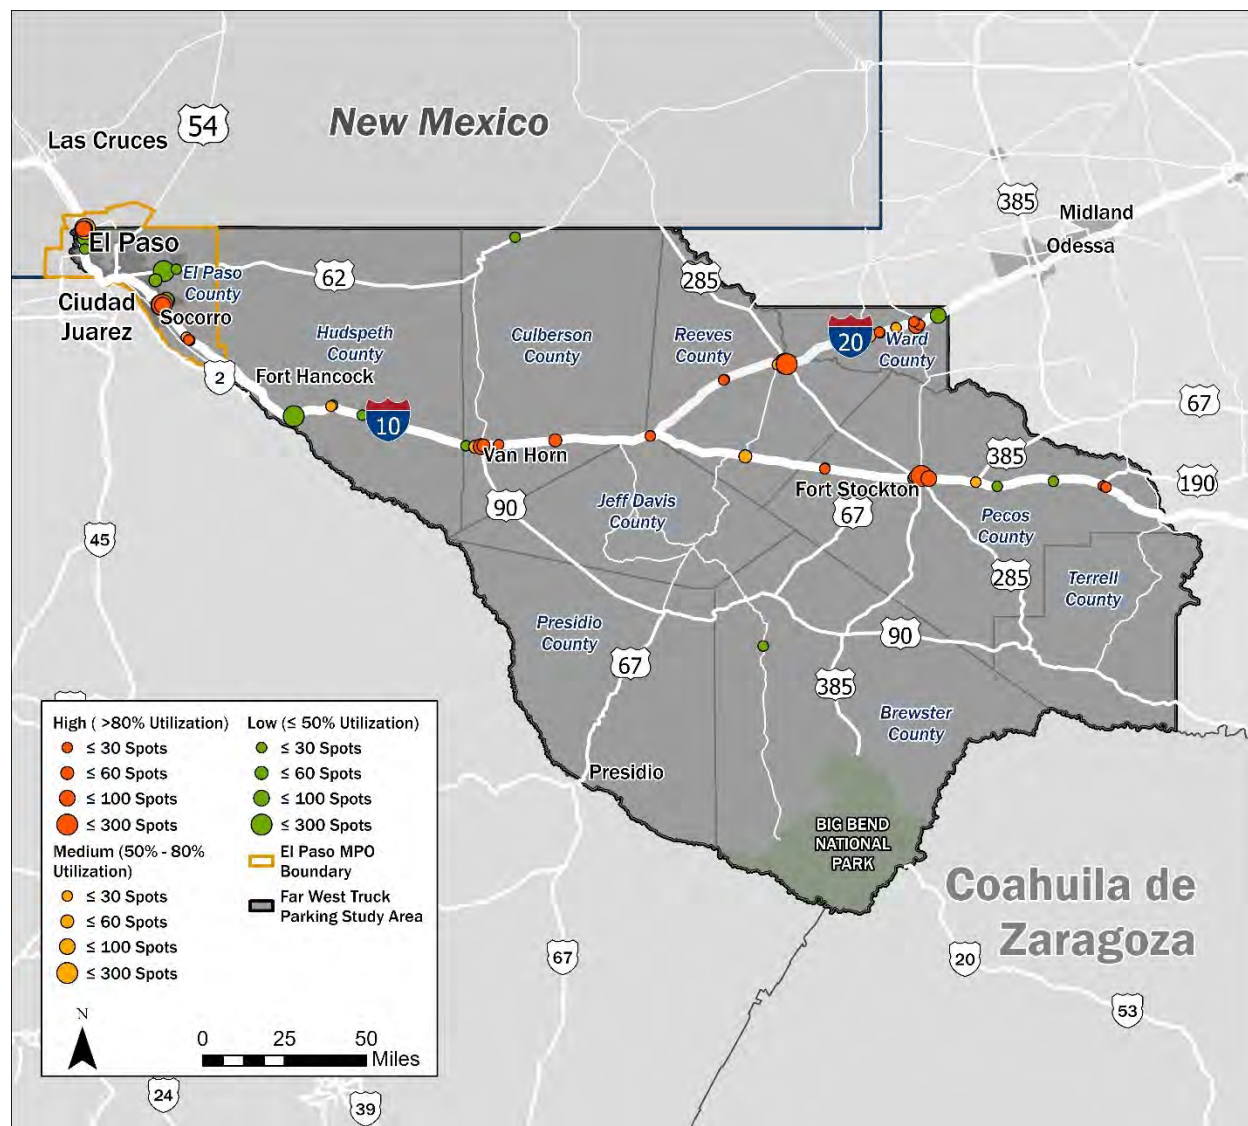 New Mexico
Las Cruces
54
385
Midland
Odessa
El Paso
El Paso
County
62
285
Ciudad
Juarez
Socorro
Hudspeth
County
Culberson
County
Reeves
County
20
Ward
County
2
Fort Hancock
10
67
Van Horn
385
190
Fort Stockton
90
Jeff Davis
County
67
Pecos
County
45
285
Terrell
County
Presidio
County
90
67
385
Brewster
County
Presidio
BIG BEND
NATIONAL
PARK
Coahuila de
Zaragoza
67
20
53
24
39
High ( >80% Utilization)
≤ 30 Spots
≤ 60 Spots
≤ 100 Spots
≤ 300 Spots
Medium (50% - 80%
Utilization)
≤ 30 Spots
≤ 60 Spots
≤ 100 Spots
≤ 300 Spots
Low (≤ 50% Utilization)
≤ 30 Spots
≤ 60 Spots
≤ 100 Spots
≤ 300 Spots
El Paso MPO
Boundary
Far West Truck
Parking Study Area
N
0 25 50
Miles